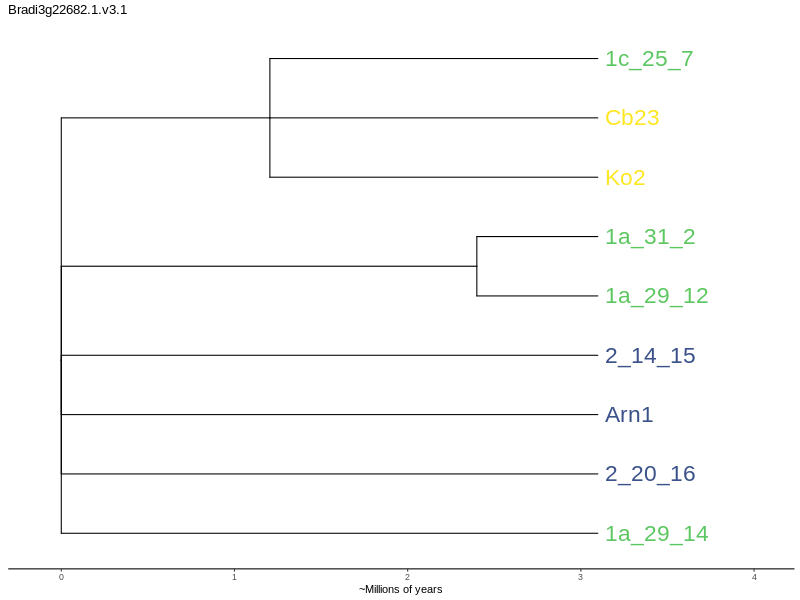 Bradi3g22682.1.v3.1
1c_25_7
Cb23
Ko2
1a_31_2
1a_29_12
2_14_15
Arn1
2_20_16
1a_29_14
0 1 2 3 4
~Millions of years